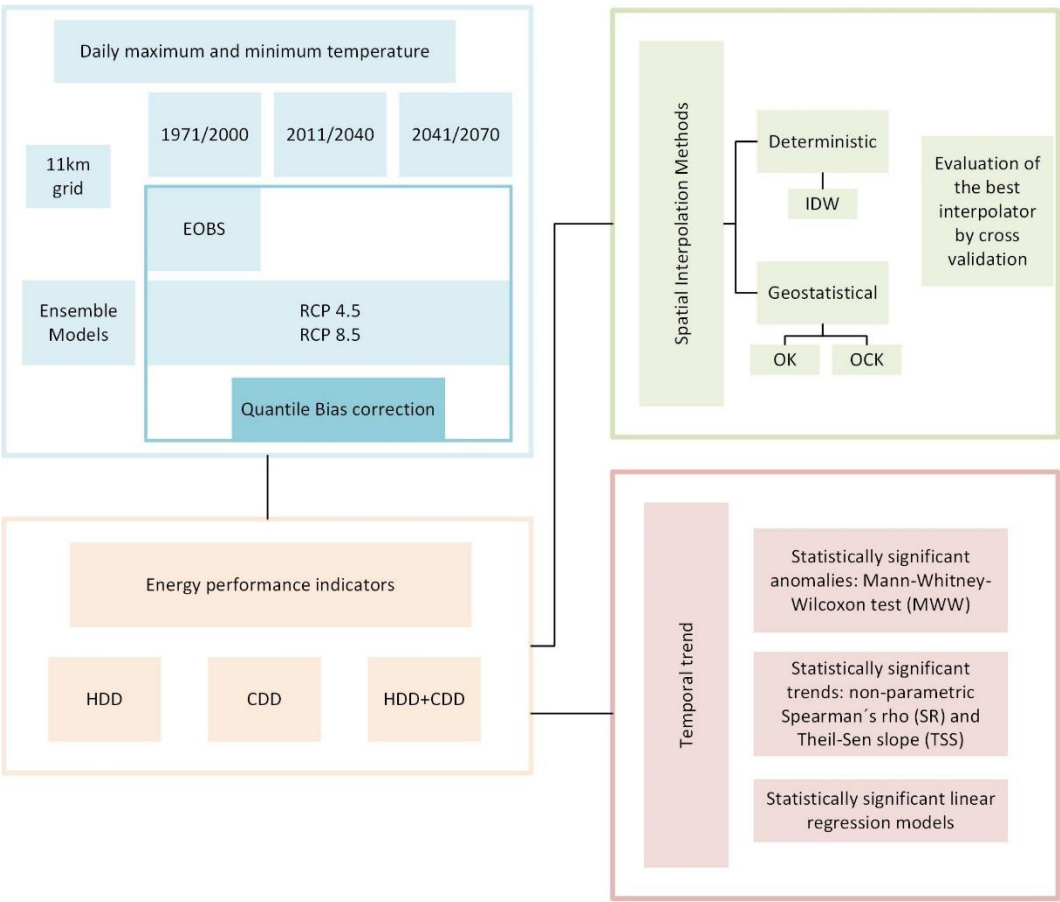 Daily maximum and minimum temperature
1971/2000
2011/2040
2041/2070
11km
grid
EOBS
Ensemble
Models
RCP 4.5
RCP 8.5
Quantile Bias correction
Energy performance indicators
HDD
CDD
HDD+CDD
Spatial Interpolation Methods
Deterministic
IDW
Geostatistical
OK
OCK
Evaluation of
the best
interpolator
by cross
validation
Temporal trend
Statistically significant
anomalies: Mann-Whitney-
Wilcoxon test (MWW)
Statistically significant
trends: non-parametric
Spearman´s rho (SR) and
Theil-Sen slope (TSS)
Statistically significant linear
regression models